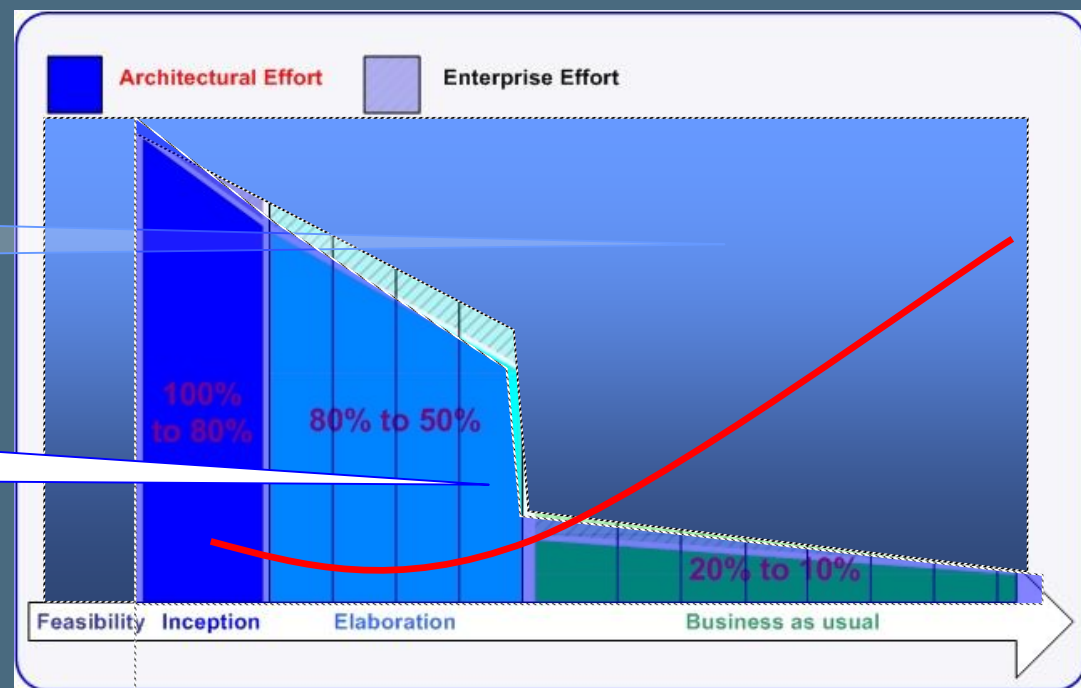 Architectural Effort
Enterprise Effort
100%
to 80%
80% to 50%
20% to 10%
Feasibility
Inception
Elaboration
Business as usual